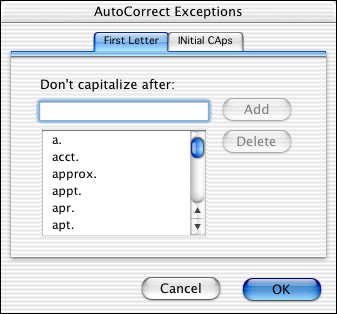 AutoCorrect Exceptions
First Letter INitial CAps
Don't capitalize after:
Add
a.
Delete
acct.
approx.
appt.
apr.
apt.
Cancel OK